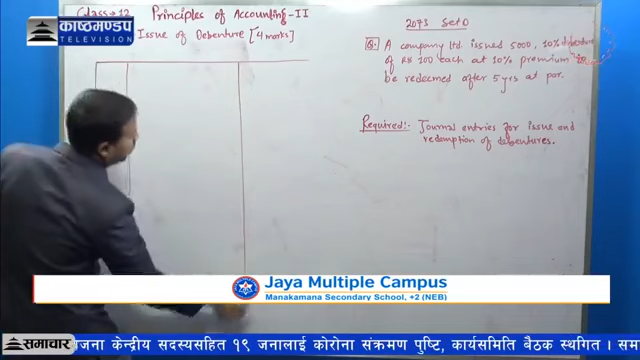 Class-12 Principles of Accounting-II
काष्ठमण्डप
TELEVISION
Issue of Debenture [4 marks]
2073 Set D
Q: A company Ltd issued 5000, 10% debenture
of RS 100 each at 10% premium to
be redeemed after 5 yrs at par.
Required:- Journal entries for issue and
redemption of debentures.
Jaya Multiple Campus
Manakamana Secondary School, +2 (NEB)
समाचार
जना केन्द्रीय सदस्यसहित १९ जनालाई कोरोना संक्रमण पुष्टि, कार्यसमिति बैठक स्थगित । सम